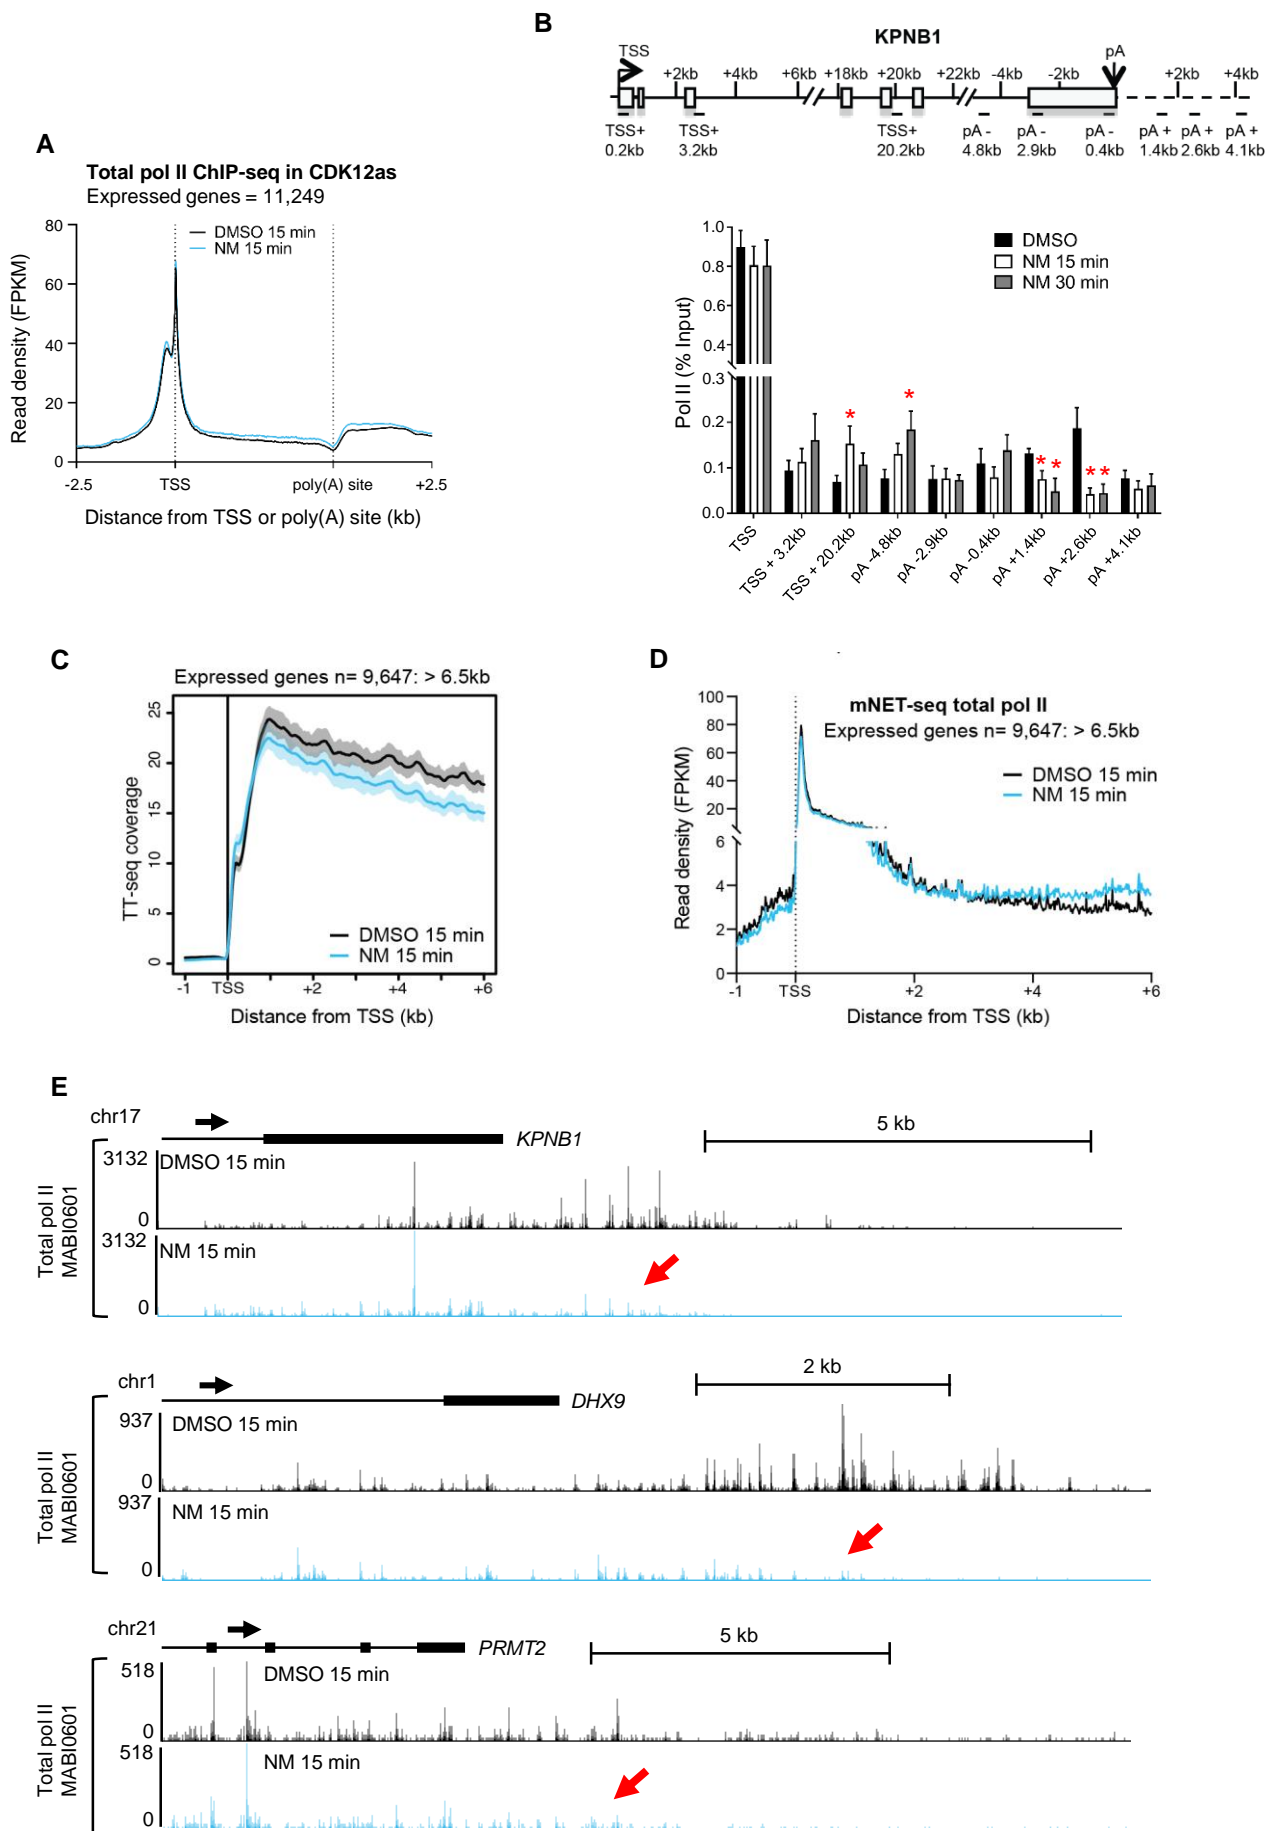 A
Total pol II ChIP-seq in CDK12as
Expressed genes = 11,249
DMSO 15 min
NM 15 min
Read density (FPKM)
80
60
40
20
0
-2.5
TSS
poly(A) site
+2.5
Distance from TSS or poly(A) site (kb)
B
KPNB1
TSS
pA
+2kb
+4kb
+6kb
+18kb
+20kb
+22kb
-4kb
-2kb
+2kb
+4kb
TSS+ TSS+ TSS+ pA - pA - pA - pA + pA + pA +
0.2kb 3.2kb 20.2kb 4.8kb 2.9kb 0.4kb 1.4kb 2.6kb 4.1kb
Pol II (% Input)
1.0
0.8
0.6
0.4
0.3
0.2
0.1
0.0
DMSO
NM 15 min
NM 30 min
*
*
* *
* *
TSS
TSS + 3.2kb
TSS + 20.2kb
pA -4.8kb
pA -2.9kb
pA -0.4kb
pA +1.4kb
pA +2.6kb
pA +4.1kb
C
Expressed genes n= 9,647: > 6.5kb
TT-seq coverage
25
20
15
10
5
0
DMSO 15 min
NM 15 min
-1
TSS
+2
+4
+6
Distance from TSS (kb)
D
mNET-seq total pol II
Expressed genes n= 9,647: > 6.5kb
DMSO 15 min
NM 15 min
Read density (FPKM)
100
80
60
40
20
6
4
2
0
-1
TSS
+2
+4
+6
Distance from TSS (kb)
E
chr17
KPNB1
5 kb
Total pol II
MABI0601
3132
DMSO 15 min
0
3132
NM 15 min
0
chr1
DHX9
2 kb
Total pol II
MABI0601
937
DMSO 15 min
0
937
NM 15 min
0
chr21
PRMT2
5 kb
Total pol II
MABI0601
518
DMSO 15 min
0
518
NM 15 min
0